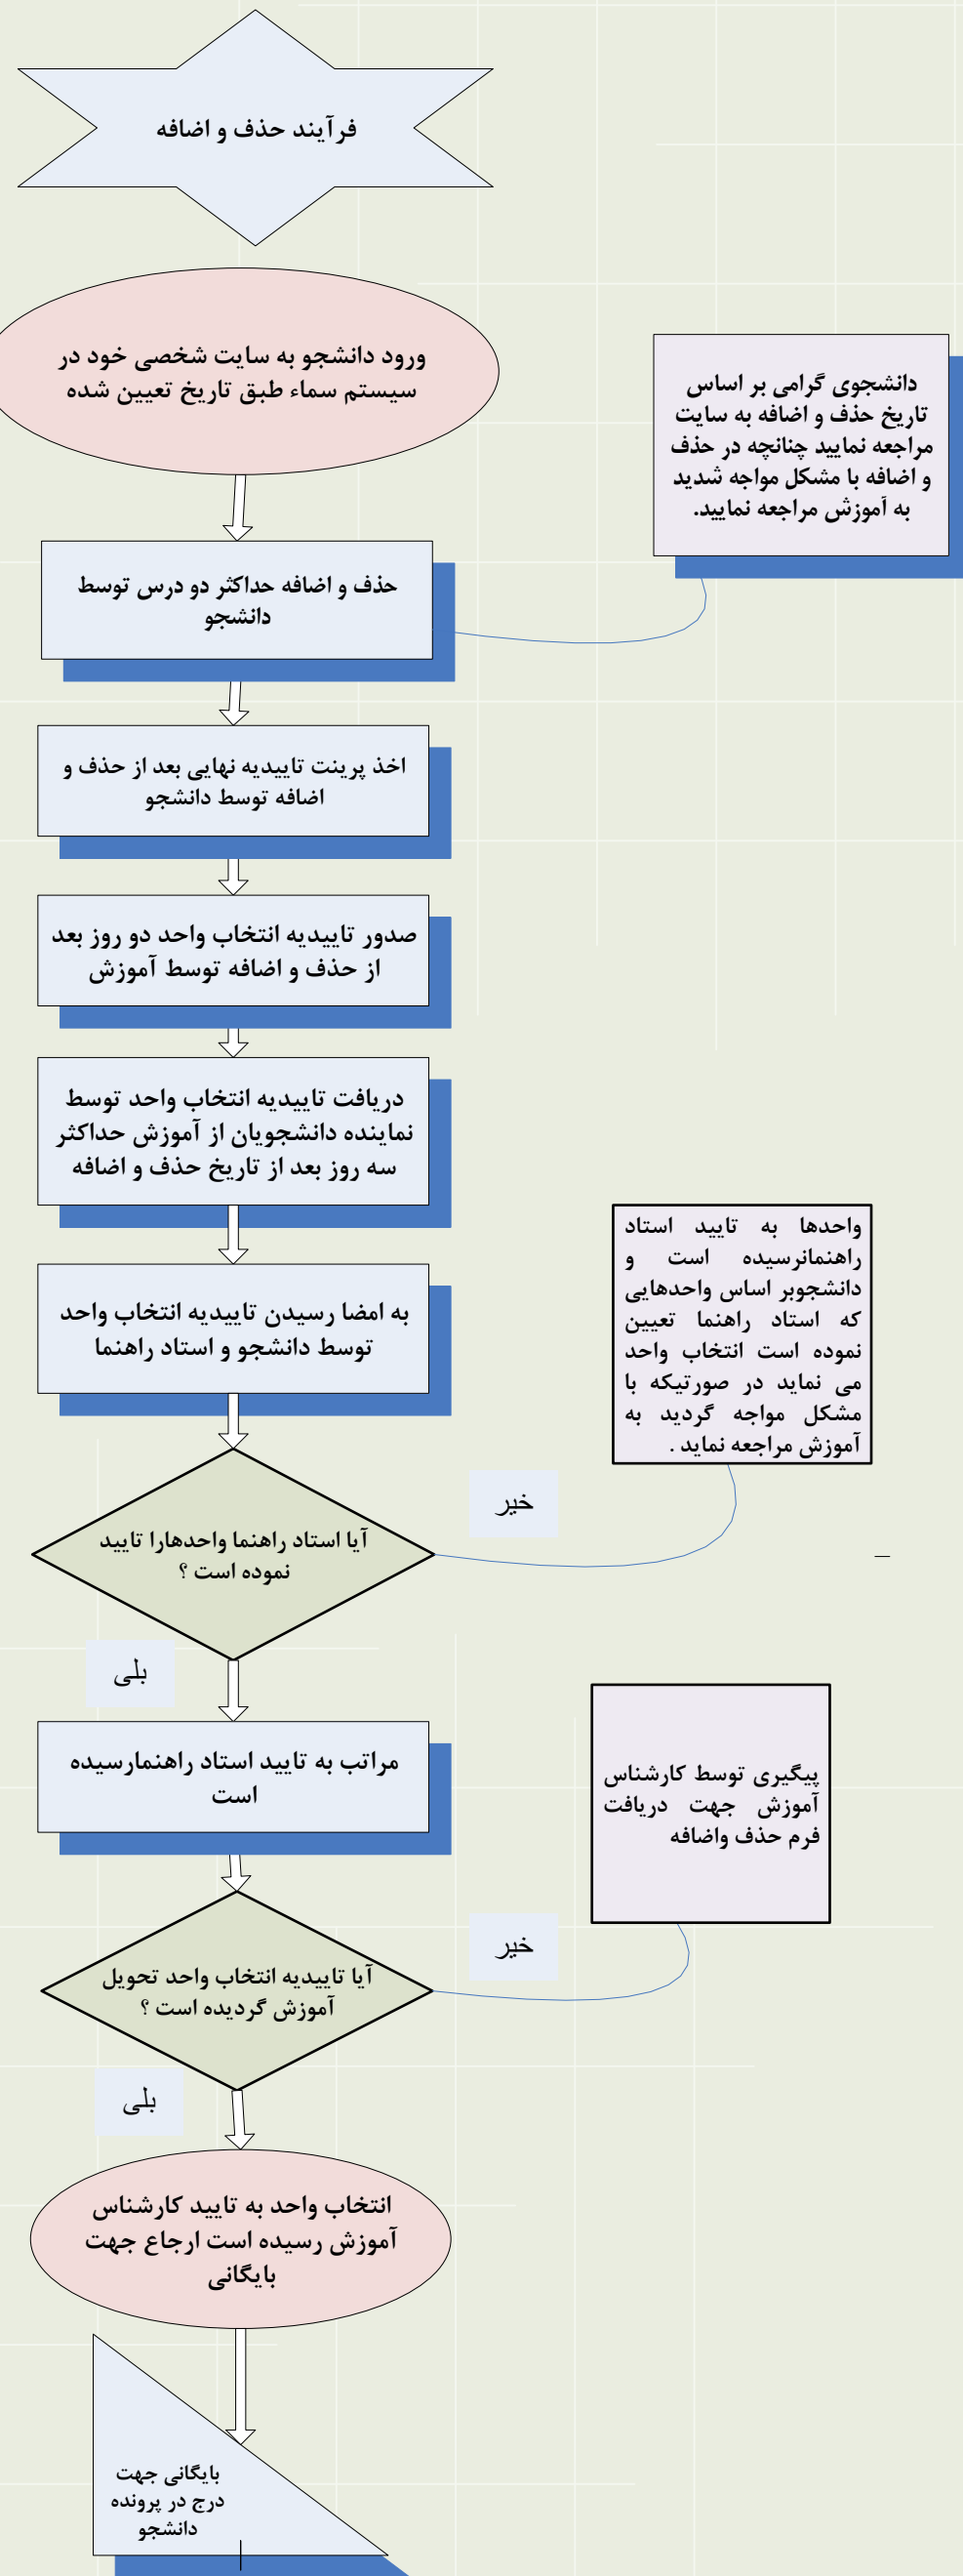 فرآیند حذف و اضافه
ورود دانشجو به سایت شخصی خود در
سیستم سماء طبق تاریخ تعیین شده
دانشجوی گرامی بر اساس
تاریخ حذف و اضافه به سایت
مراجعه نمایید چنانچه در حذف
و اضافه با مشکل مواجه شدید
به آموزش مراجعه نمایید.
حذف و اضافه حداکثر دو درس توسط
دانشجو
اخذ پرینت تاییدیه نهایی بعد از حذف و
اضافه توسط دانشجو
صدور تاییدیه انتخاب واحد دو روز بعد
از حذف و اضافه توسط آموزش
دریافت تاییدیه انتخاب واحد توسط
نماینده دانشجویان از آموزش حداکثر
سه روز بعد از تاریخ حذف و اضافه
به امضا رسیدن تاییدیه انتخاب واحد
توسط دانشجو و استاد راهنما
واحدها به تایید استاد
راهنمانرسیده است و
دانشجوبر اساس واحدهایی
که استاد راهنما تعیین
نموده است انتخاب واحد
می نماید در صورتیکه با
مشکل مواجه گردید به
آموزش مراجعه نماید .
خیر
آیا استاد راهنما واحدهارا تایید
نموده است ؟
بلی
مراتب به تایید استاد راهنمارسیده
است
پیگیری توسط کارشناس
آموزش جهت دریافت
فرم حذف واضافه
خیر
آیا تاییدیه انتخاب واحد تحویل
آموزش گردیده است ؟
بلی
انتخاب واحد به تایید کارشناس
آموزش رسیده است ارجاع جهت
بایگانی
بایگانی جهت
درج در پرونده
دانشجو